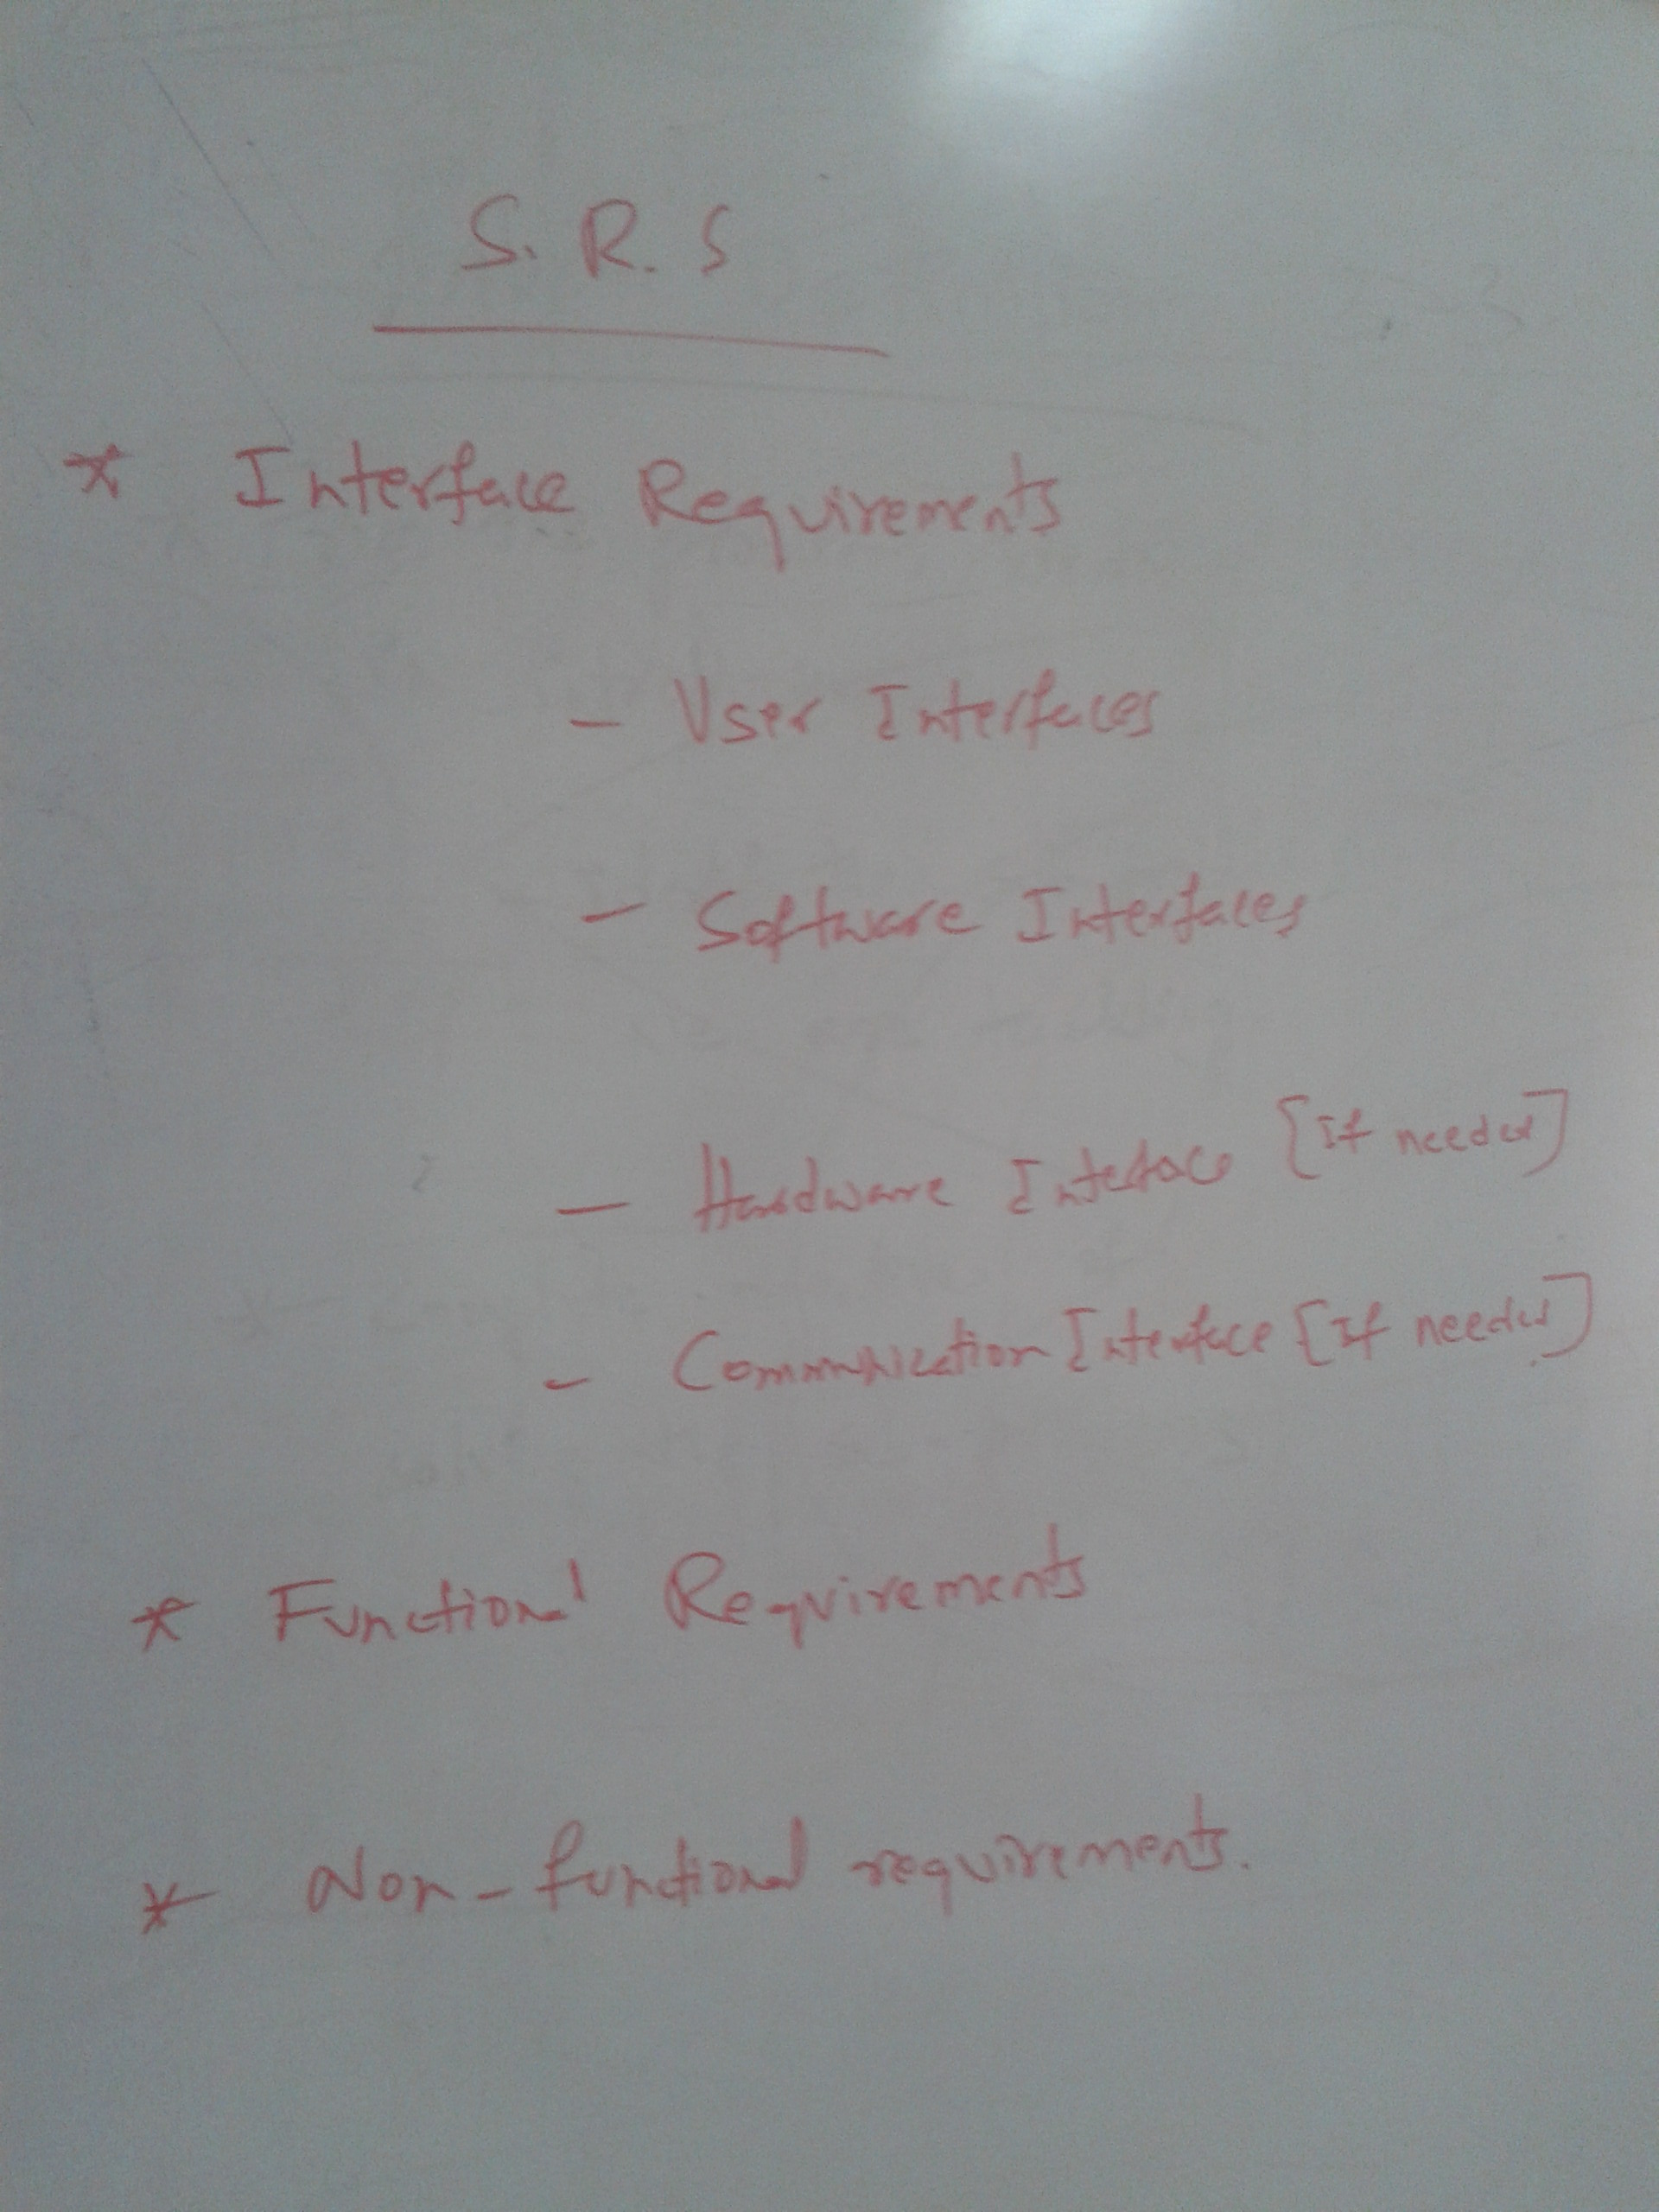 S. R. S
* Interface Requirements
- User Interfaces
- Software Interfaces
- Hardware Interface [If needed]
- Communication Interface [If needed]
* Functional Requirements
* Non-functional requirements.